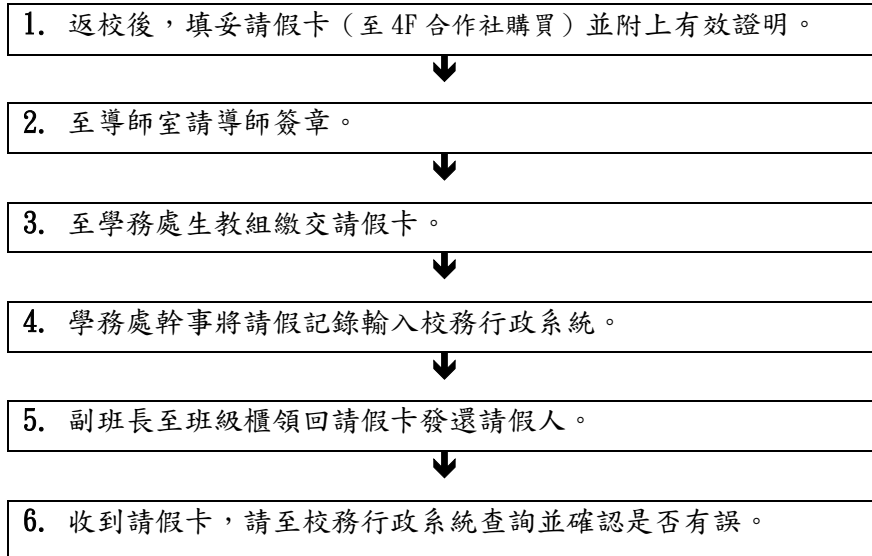 1. 返校後，填妥請假卡（至 4F 合作社購買）並附上有效證明。
2. 至導師室請導師簽章。
3. 至學務處生教組繳交請假卡。
4. 學務處幹事將請假記錄輸入校務行政系統。
5. 副班長至班級櫃領回請假卡發還請假人。
6. 收到請假卡，請至校務行政系統查詢並確認是否有誤。